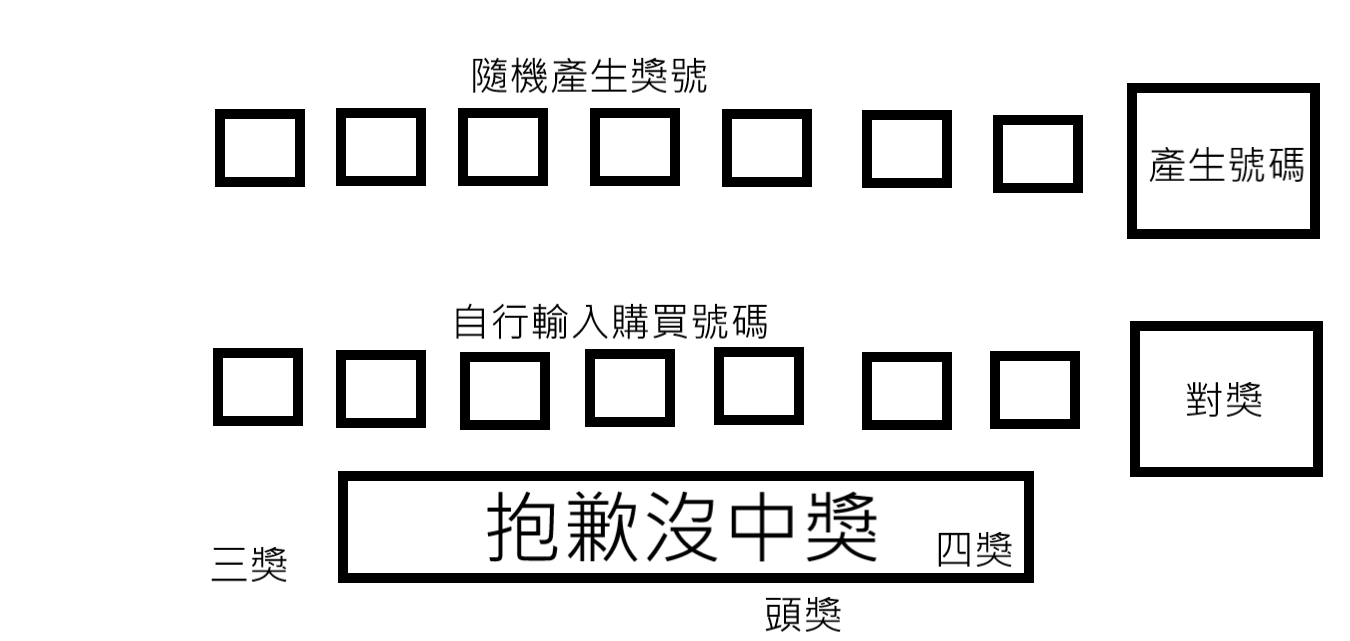 隨機產生獎號
產生號碼
自行輸入購買號碼
對獎
抱歉沒中獎
四獎
三獎
頭獎